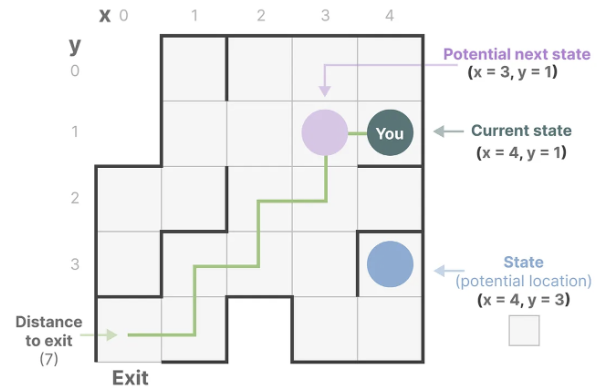 x 0 1 2 3 4
y
0
Potential next state
(x = 3, y = 1)
1
You
Current state
(x = 4, y = 1)
2
3
State
(potential location)
(x = 4, y = 3)
Distance
to exit
(7)
Exit